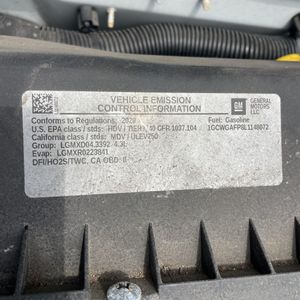 VEHICLE EMISSION
CONTROL INFORMATION
GM
GENERAL
MOTORS LLC
Conforms to Regulations: 2020
Fuel: Gasoline
U.S. EPA class / stds: HDV / TIER3, 40 CFR 1037.104
1GCWGAFP8L1148072
California class / stds: MDV / ULEV250
Group: LGMXD04.3392 4.3L
Evap: LGMXR0223841
DFI/HO2S/TWC, CA OBD II